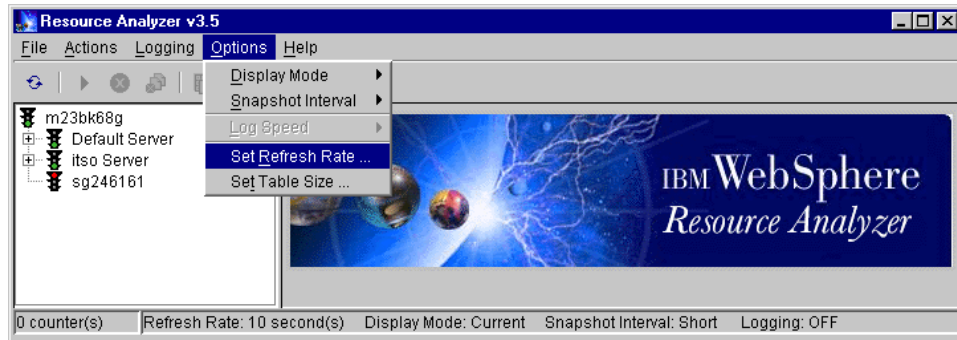 Resource Analyzer v3.5
File Actions Logging Options Help
Display Mode
Snapshot Interval
Log Speed
Set Refresh Rate ...
Set Table Size ...
m23bk68g
Default Server
itso Server
sg246161
IBM WebSphere
Resource Analyzer
0 counter(s) Refresh Rate: 10 second(s) Display Mode: Current Snapshot Interval: Short Logging: OFF